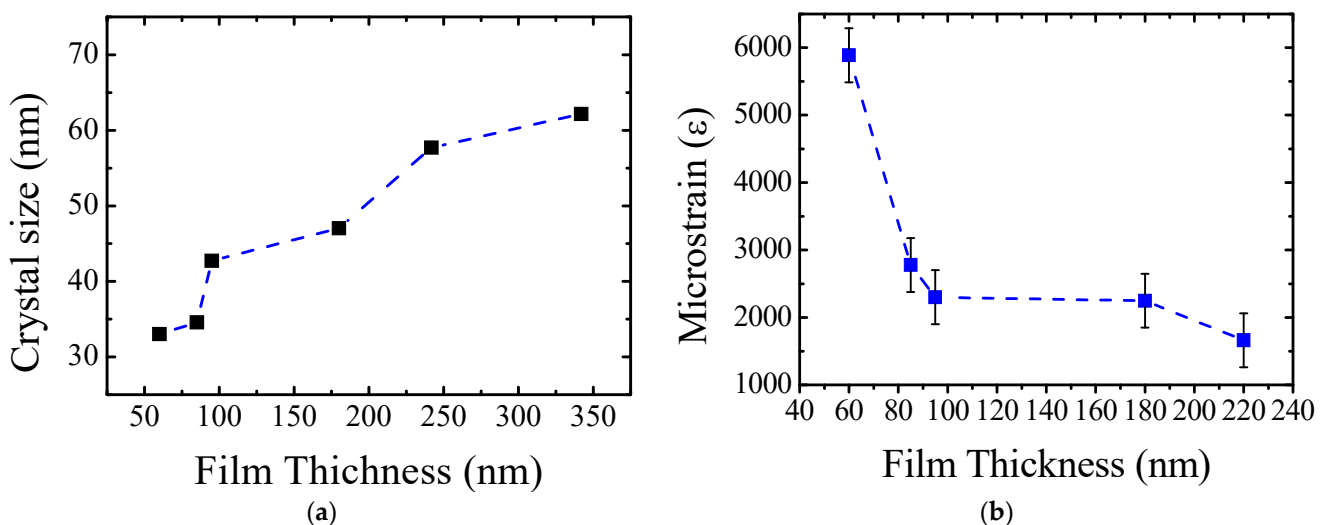 Crystal size (nm)
70
60
50
40
30
50 100 150 200 250 300 350
Film Thichness (nm)
(a)
Microstrain (ε)
6000
5000
4000
3000
2000
1000
40 60 80 100 120 140 160 180 200 220 240
Film Thickness (nm)
(b)